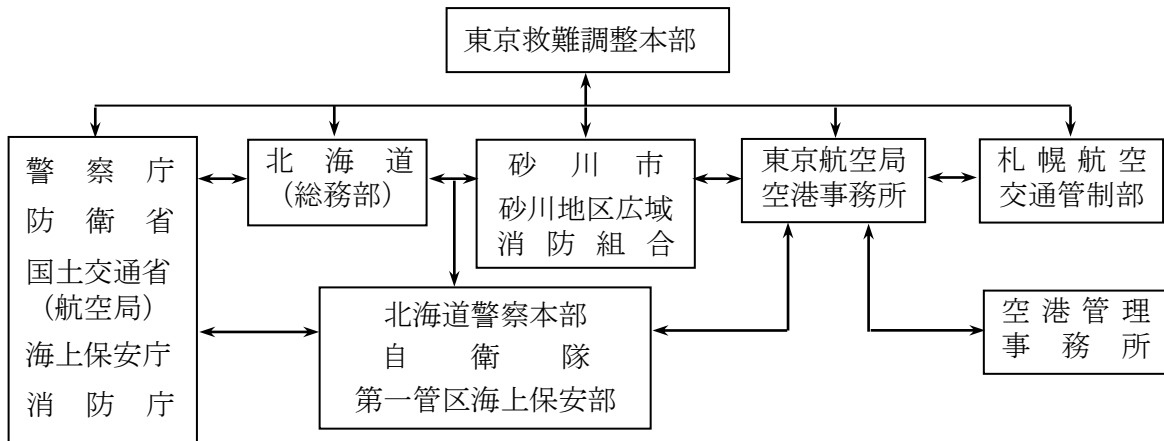 東京救難調整本部
警察庁
防衛省
国土交通省
(航空局)
海上保安庁
消防庁
北海道
(総務部)
砂川市
砂川地区広域
消防組合
東京航空局
空港事務所
札幌航空
交通管制部
北海道警察本部
自衛隊
第一管区海上保安部
空港管理
事務所